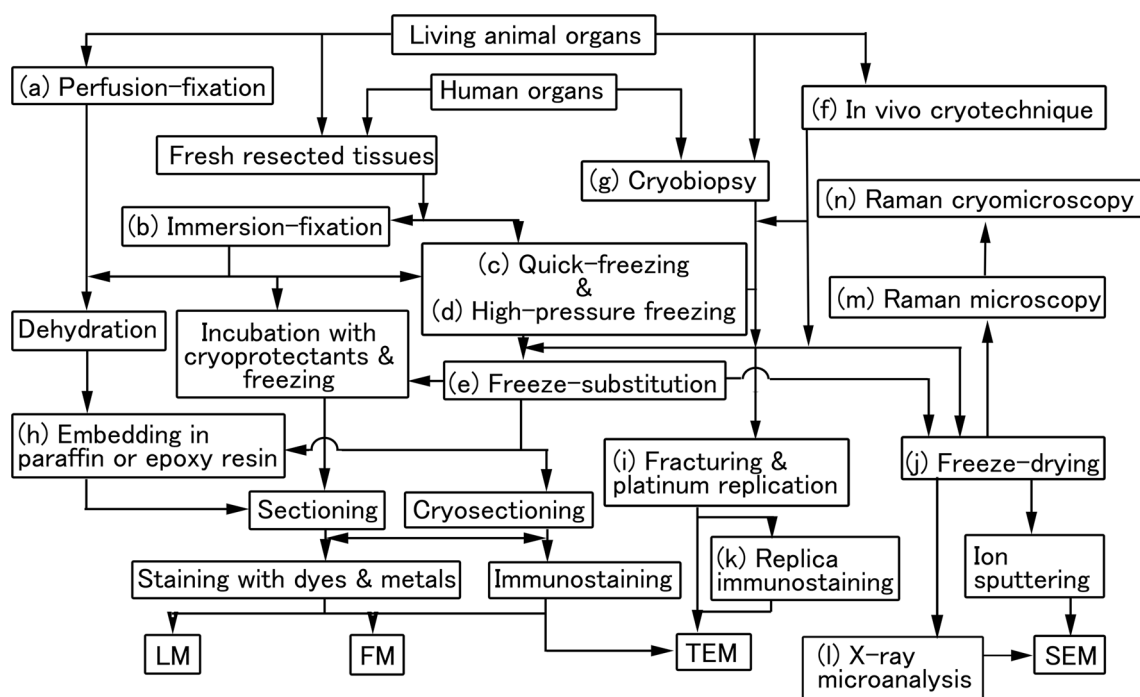 Living animal organs
(a) Perfusion-fixation
Human organs
(f) In vivo cryotechnique
Fresh resected tissues
(g) Cryobiopsy
(n) Raman cryomicroscopy
(b) Immersion-fixation
(c) Quick-freezing
&
(d) High-pressure freezing
(m) Raman microscopy
Dehydration
Incubation with
cryoprotectants &
freezing
(e) Freeze-substitution
(h) Embedding in
paraffin or epoxy resin
(i) Fracturing &
platinum replication
(j) Freeze-drying
Sectioning
Cryosectioning
(k) Replica
immunostaining
Ion
sputtering
Staining with dyes & metals
Immunostaining
LM
FM
TEM
(l) X-ray
microanalysis
SEM